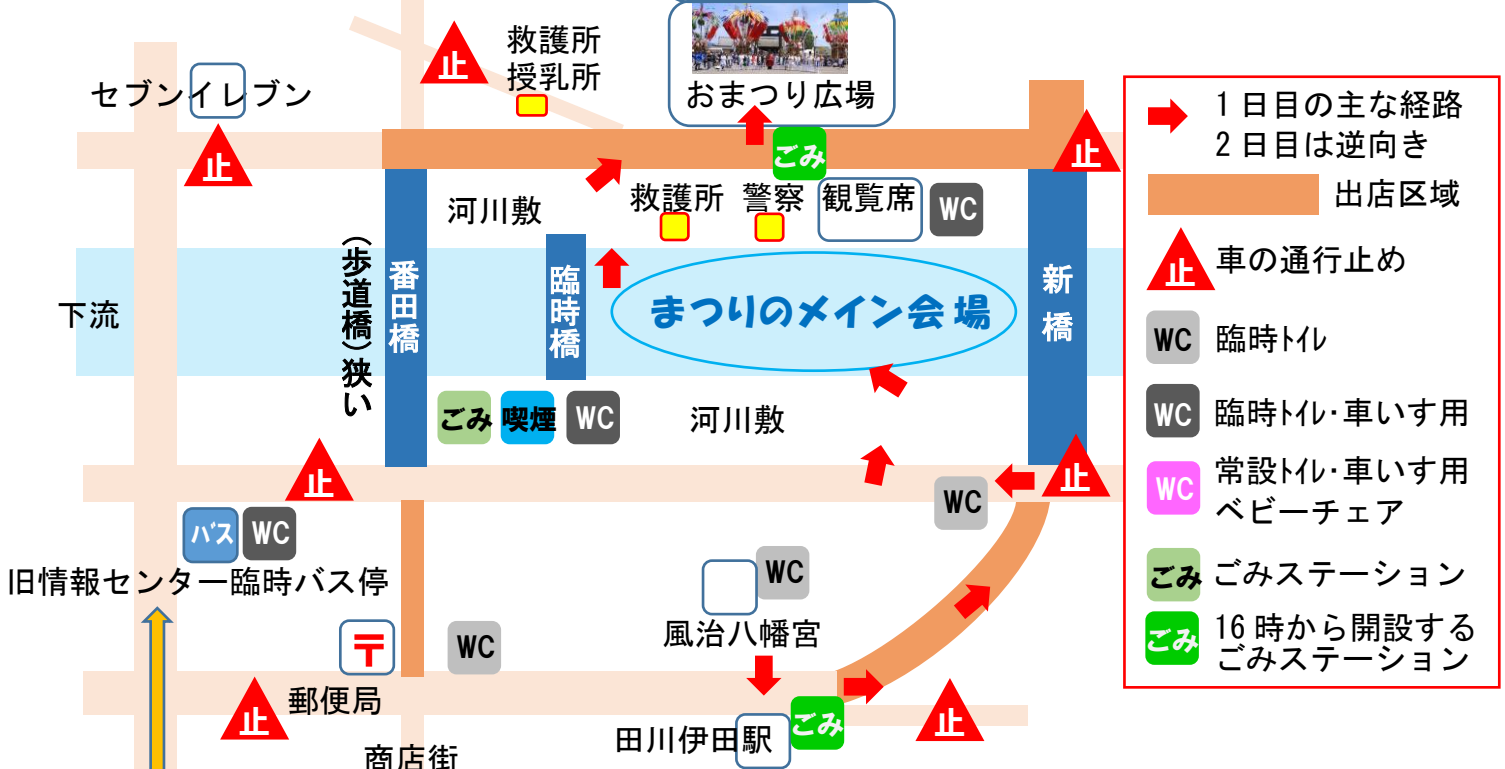 止
救護所
授乳所
おまつり広場
セブンイレブン
止
ごみ
止
河川敷
救護所
警察
観覧席
WC
(歩道橋)狭い
番田橋
臨時橋
まつりのメイン会場
新橋
下流
ごみ
喫煙
WC
河川敷
止
止
WC
バス
WC
旧情報センター臨時バス停
WC
風治八幡宮
〒
WC
郵便局
止
ごみ
止
田川伊田駅
商店街
1日目の主な経路
2日目は逆向き
出店区域
止
車の通行止め
WC
臨時トイレ
WC
臨時トイレ・車いす用
WC
常設トイレ・車いす用
ベビーチェア
ごみ
ごみステーション
ごみ
16時から開設する
ごみステーション